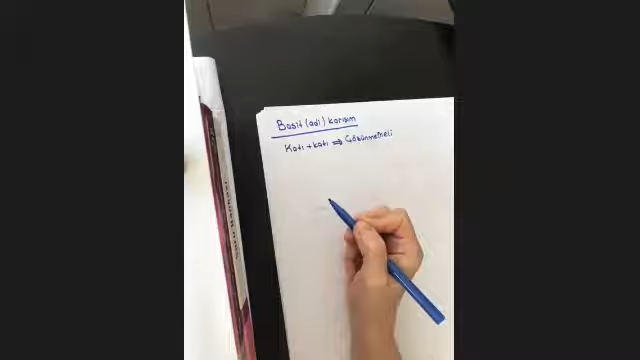 Basit (adi) karışım
Katı + katı ⇒ Çözünmemeli